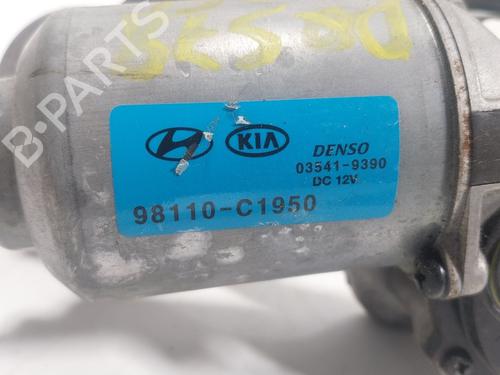 B-PARTS
KIA
DENSO
03541-9390
DC 12V
98110-C1950